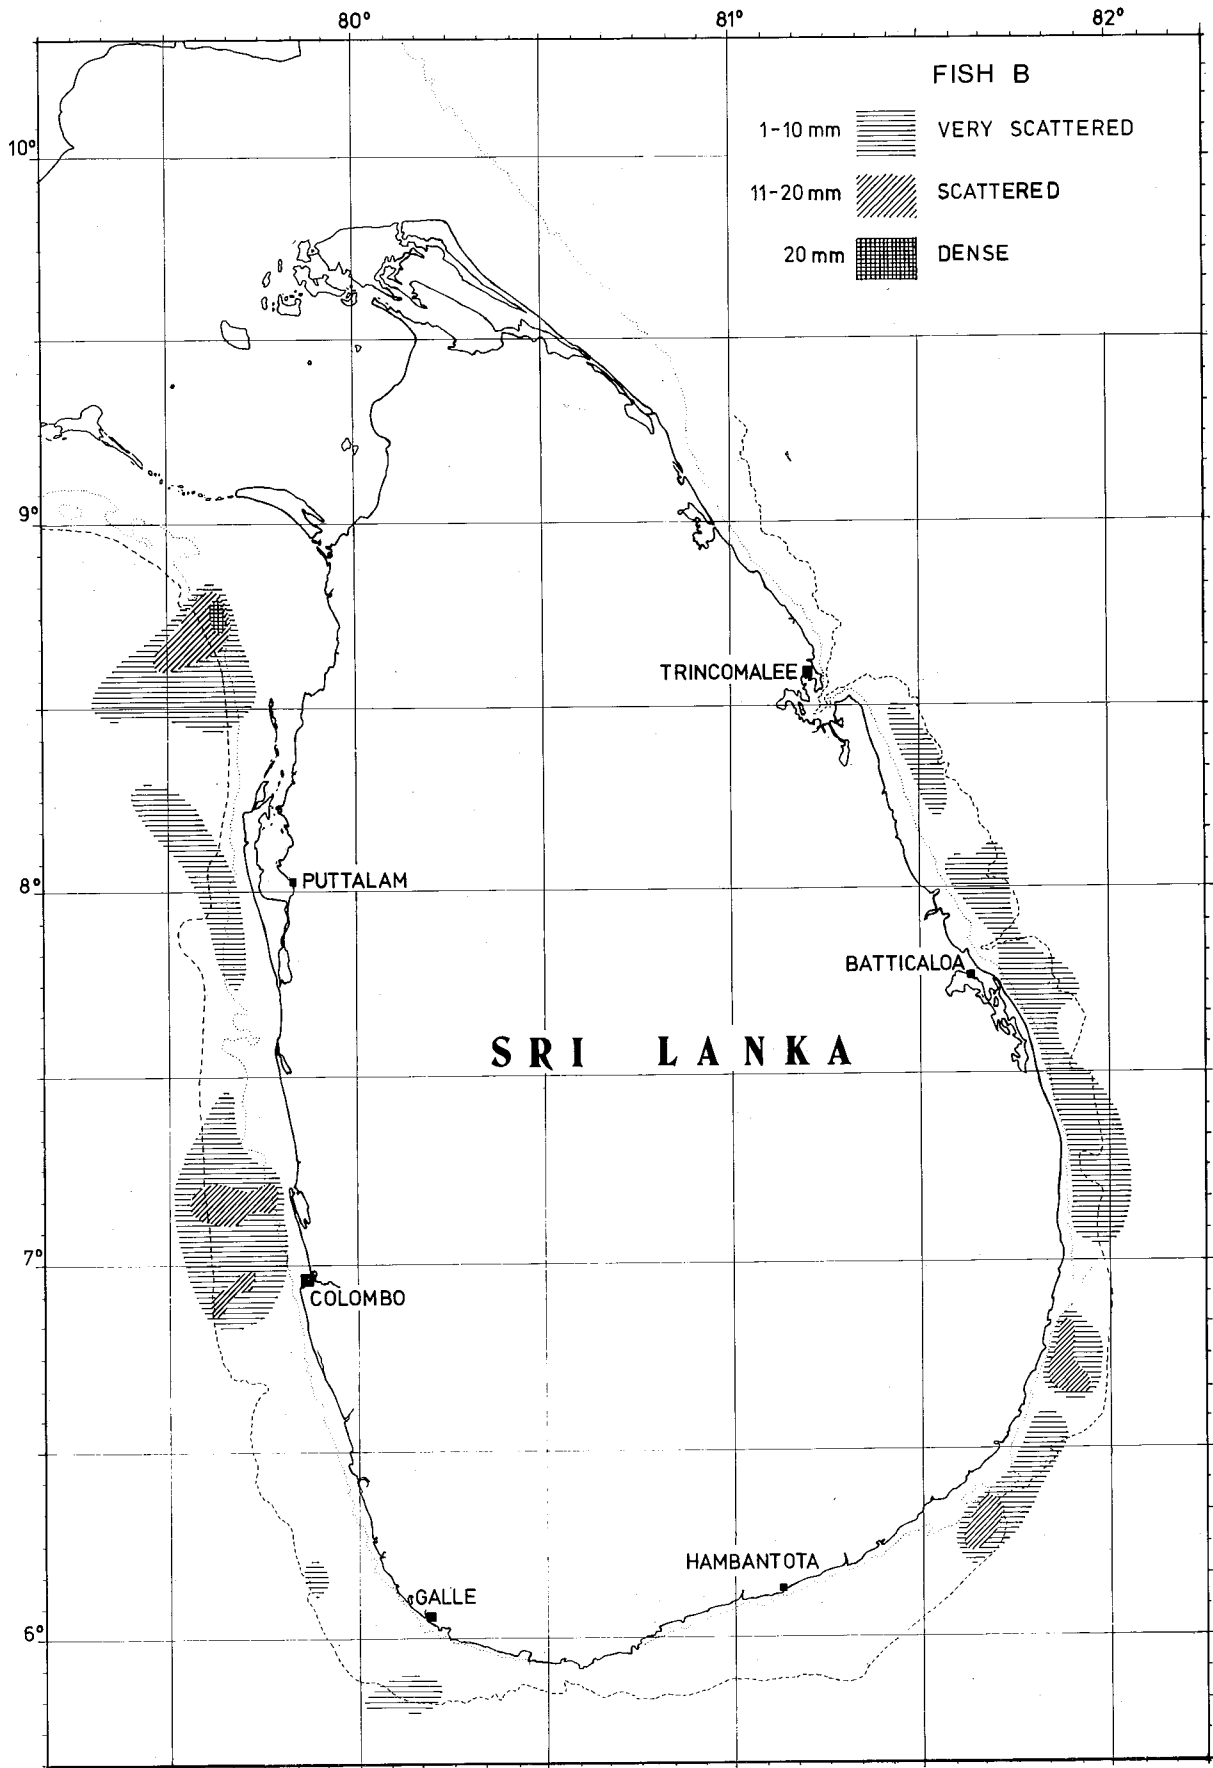 80° 81° 82°
FISH B
1-10 mm VERY SCATTERED
10°
11-20 mm SCATTERED
20 mm DENSE
9°
TRINCOMALEE
8°
PUTTALAM
BATTICALOA
SRI LANKA
7°
COLOMBO
HAMBANTOTA
GALLE
6°